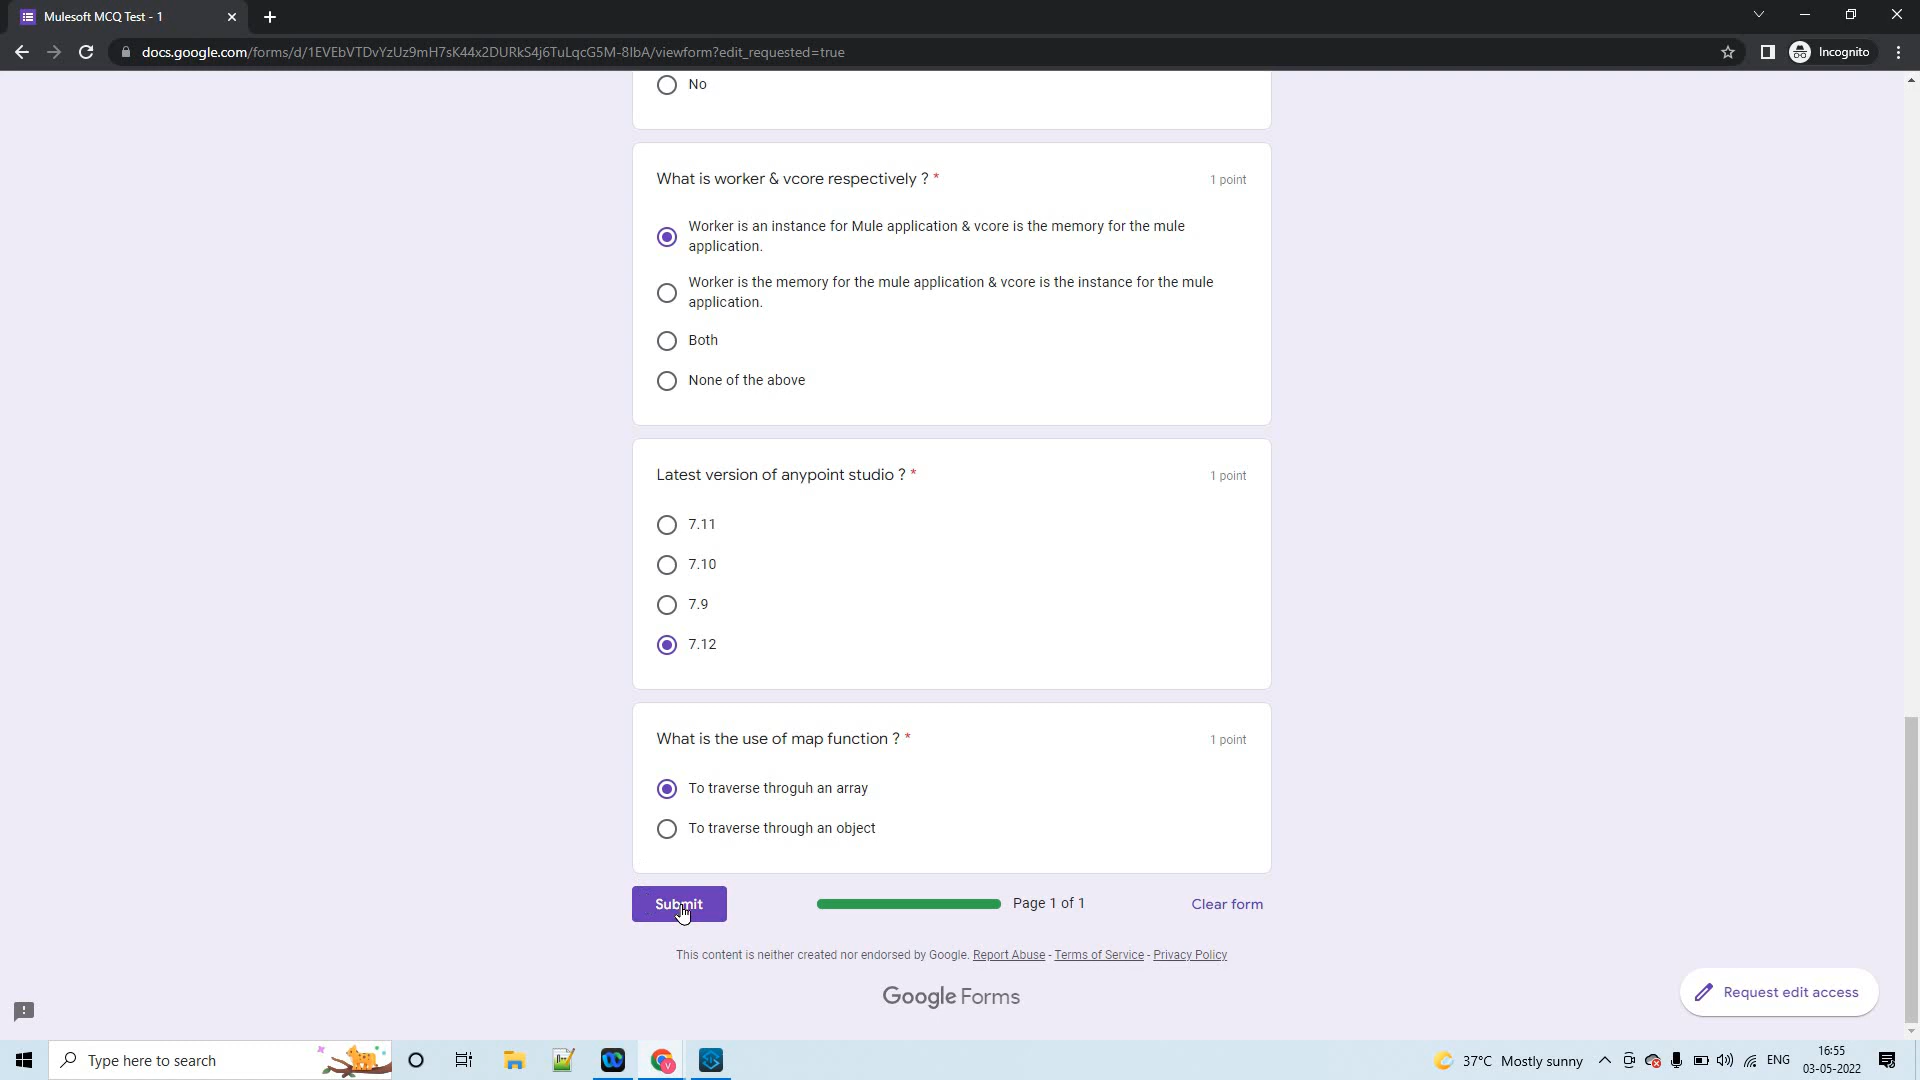 Mulesoft MCQ Test - 1
docs.google.com/forms/d/1EVEbVTDvYzUz9mH7sK44x2DURkS4j6TuLqcG5M-8IbA/viewform?edit_requested=true
Incognito
No
What is worker & vcore respectively ? *
1 point
Worker is an instance for Mule application & vcore is the memory for the mule
application.
Worker is the memory for the mule application & vcore is the instance for the mule
application.
Both
None of the above
Latest version of anypoint studio ? *
1 point
7.11
7.10
7.9
7.12
What is the use of map function ? *
1 point
To traverse throguh an array
To traverse through an object
Submit
Page 1 of 1
Clear form
This content is neither created nor endorsed by Google. Report Abuse - Terms of Service - Privacy Policy
Google Forms
Request edit access
Type here to search
37°C Mostly sunny
ENG
16:55
03-05-2022